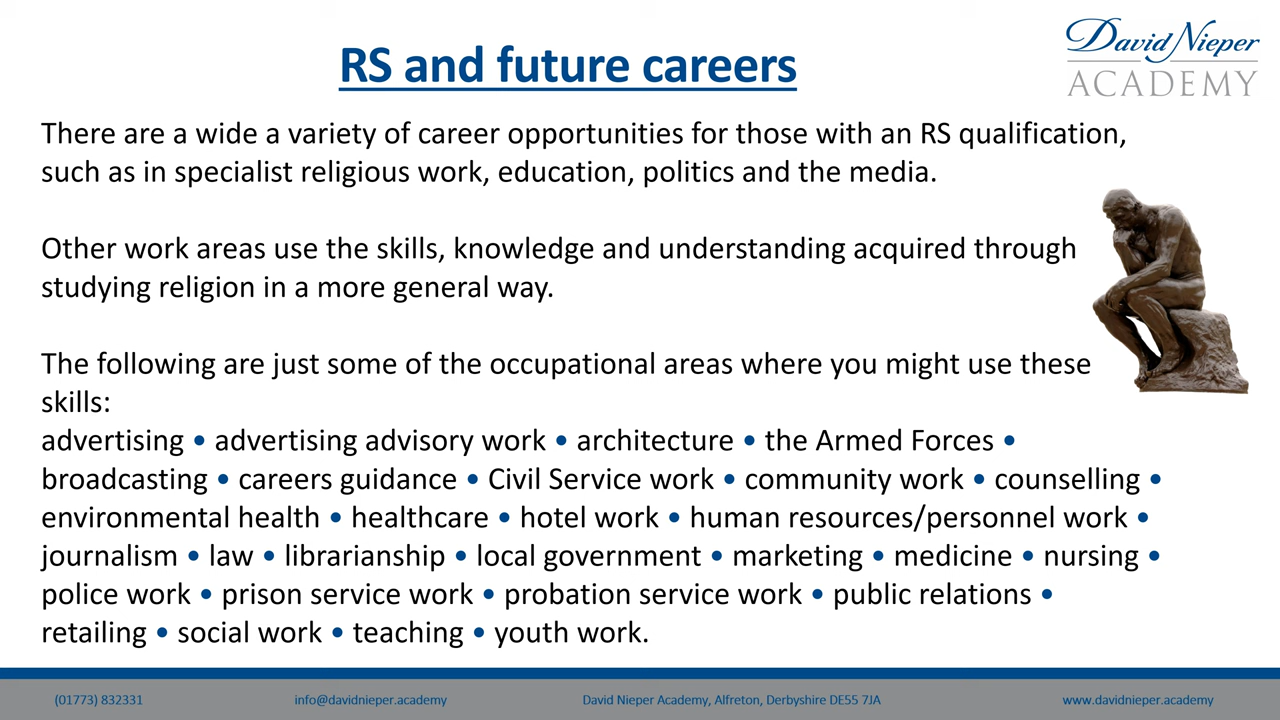 RS and future careers
David Nieper
ACADEMY
There are a wide a variety of career opportunities for those with an RS qualification,
such as in specialist religious work, education, politics and the media.
Other work areas use the skills, knowledge and understanding acquired through
studying religion in a more general way.
The following are just some of the occupational areas where you might use these
skills:
advertising • advertising advisory work • architecture • the Armed Forces •
broadcasting • careers guidance • Civil Service work • community work • counselling •
environmental health • healthcare • hotel work • human resources/personnel work •
journalism • law • librarianship • local government • marketing • medicine • nursing •
police work • prison service work • probation service work • public relations •
retailing • social work • teaching • youth work.
(01773) 832331 info@davidnieper.academy David Nieper Academy, Alfreton, Derbyshire DE55 7JA www.davidnieper.academy